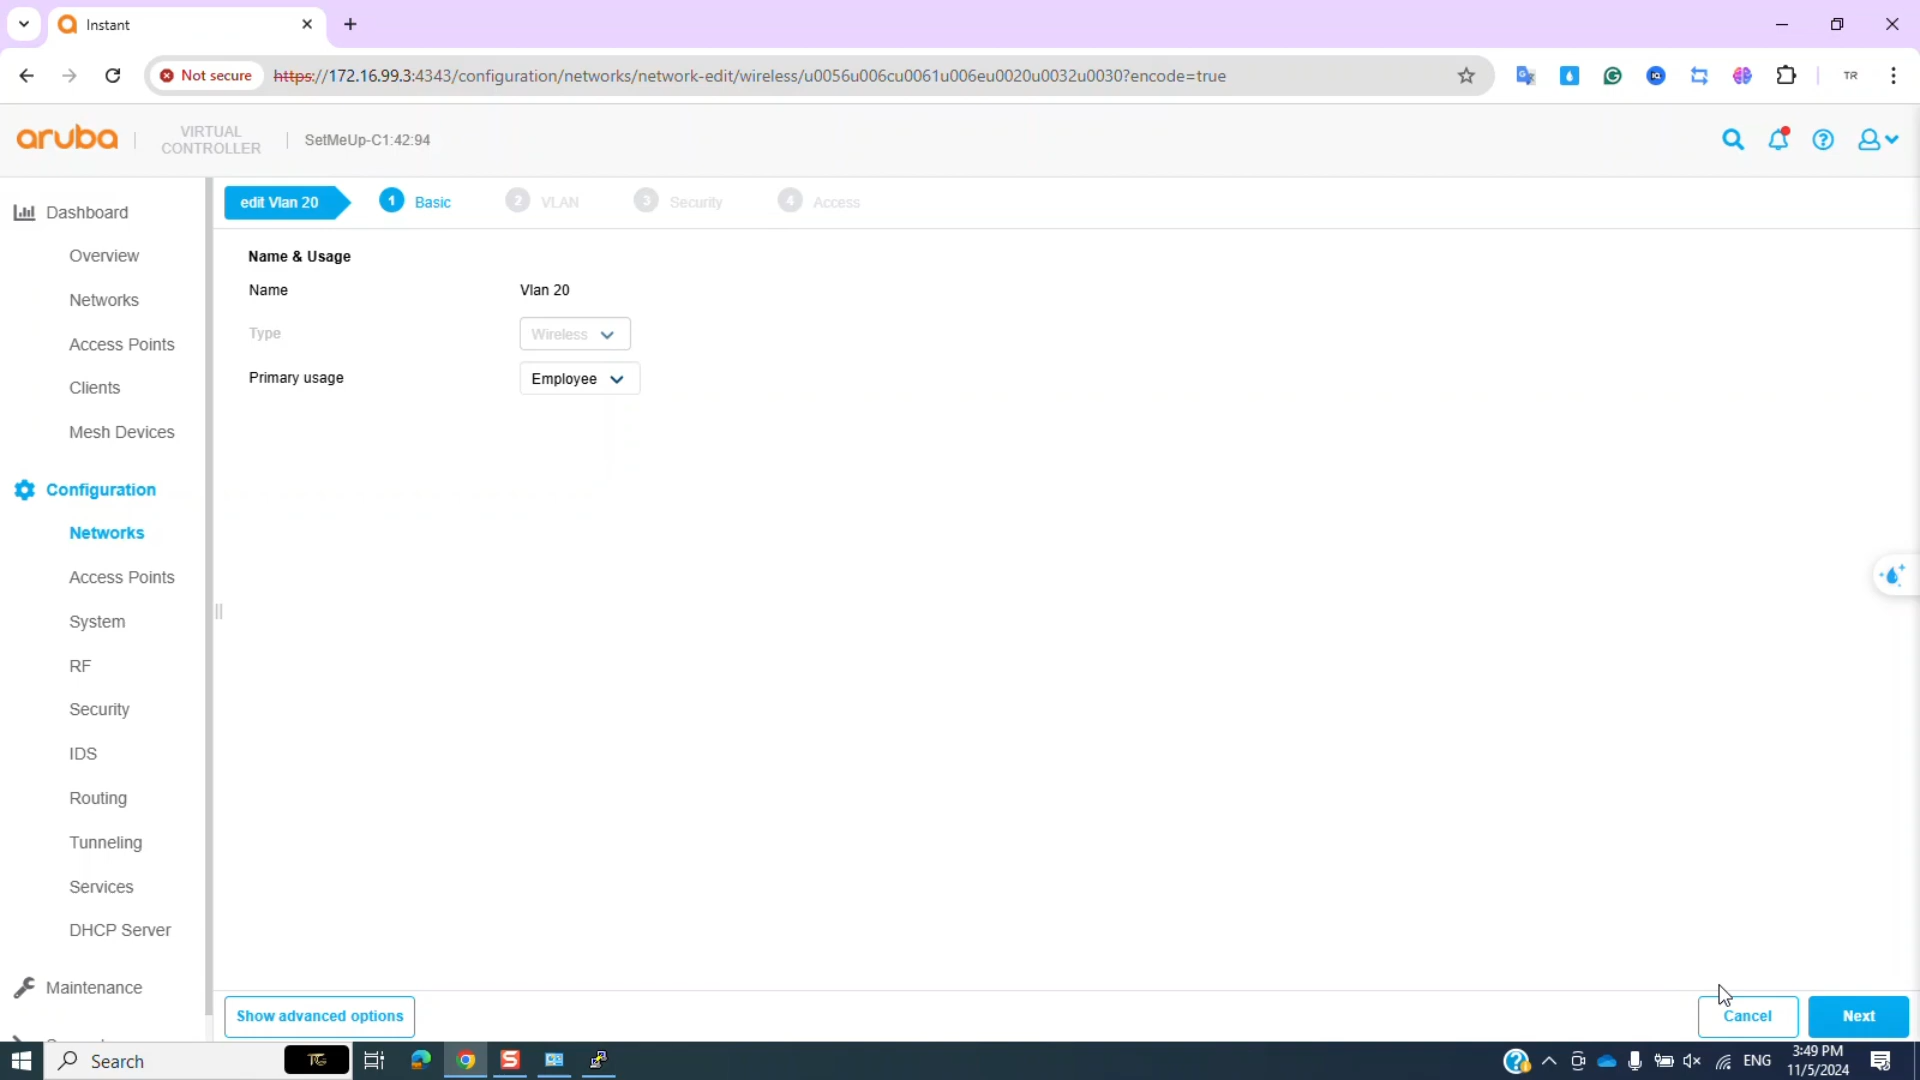 Instant
Not secure
https://172.16.99.3:4343/configuration/networks/network-edit/wireless/u0056u006cu0061u006eu0020u0032u0030?encode=true
TR
aruba
VIRTUAL
CONTROLLER
SetMeUp-C1:42:94
Dashboard
Overview
Networks
Access Points
Clients
Mesh Devices
Configuration
Networks
Access Points
System
RF
Security
IDS
Routing
Tunneling
Services
DHCP Server
Maintenance
edit Vlan 20
1 Basic
2 VLAN
3 Security
4 Access
Name & Usage
Name Vlan 20
Type Wireless
Primary usage Employee
Show advanced options
Cancel
Next
Search
ENG
3:49 PM
11/5/2024